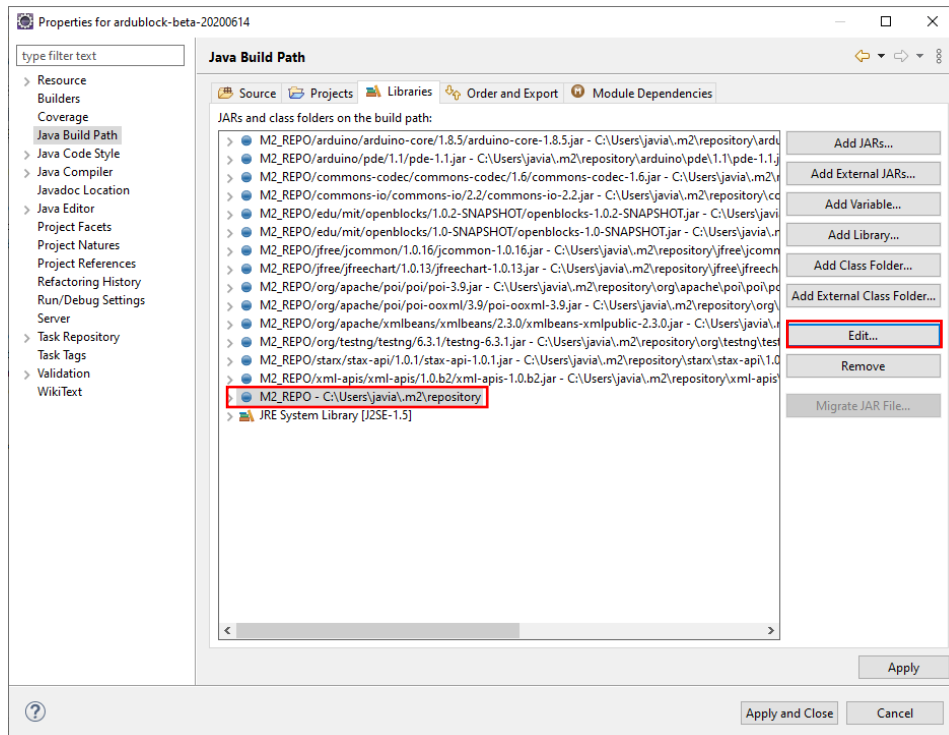 Properties for ardublock-beta-20200614
type filter text
Resource
Builders
Coverage
Java Build Path
Java Code Style
Java Compiler
Javadoc Location
Java Editor
Project Facets
Project Natures
Project References
Refactoring History
Run/Debug Settings
Server
Task Repository
Task Tags
Validation
WikiText
Java Build Path
Source
Projects
Libraries
Order and Export
Module Dependencies
JARs and class folders on the build path:
M2_REPO/arduino/arduino-core/1.8.5/arduino-core-1.8.5.jar - C:\Users\javia\.m2\repository\ardu
M2_REPO/arduino/pde/1.1/pde-1.1.jar - C:\Users\javia\.m2\repository\arduino\pde\1.1\pde-1.1.j
M2_REPO/commons-codec/commons-codec/1.6/commons-codec-1.6.jar - C:\Users\javia\.m2\r
M2_REPO/commons-io/commons-io/2.2/commons-io-2.2.jar - C:\Users\javia\.m2\repository\co
M2_REPO/edu/mit/openblocks/1.0.2-SNAPSHOT/openblocks-1.0.2-SNAPSHOT.jar - C:\Users\javi
M2_REPO/edu/mit/openblocks/1.0-SNAPSHOT/openblocks-1.0-SNAPSHOT.jar - C:\Users\javia\.r
M2_REPO/jfree/jcommon/1.0.16/jcommon-1.0.16.jar - C:\Users\javia\.m2\repository\jfree\jcomn
M2_REPO/jfree/jfreechart/1.0.13/jfreechart-1.0.13.jar - C:\Users\javia\.m2\repository\jfree\jfreech
M2_REPO/org/apache/poi/poi/poi-3.9.jar - C:\Users\javia\.m2\repository\org\apache\poi\poi\po
M2_REPO/org/apache/poi/poi-ooxml/3.9/poi-ooxml-3.9.jar - C:\Users\javia\.m2\repository\org\
M2_REPO/org/apache/xmlbeans/xmlbeans/2.3.0/xmlbeans-xmlpublic-2.3.0.jar - C:\Users\javia\.r
M2_REPO/org/testng/testng/6.3.1/testng-6.3.1.jar - C:\Users\javia\.m2\repository\org\testng\test
M2_REPO/starx/stax-api/1.0.1/stax-api-1.0.1jar - C:\Users\javia\.m2\repository\starx\stax-api\1.0
M2_REPO/xml-apis/xml-apis/1.0.b2/xml-apis-1.0.b2.jar - C:\Users\javia\.m2\repository\xml-apis\
M2_REPO - C:\Users\javia\.m2\repository
JRE System Library [J2SE-1.5]
Add JARs...
Add External JARs...
Add Variable...
Add Library...
Add Class Folder...
Add External Class Folder...
Edit...
Remove
Migrate JAR File...
Apply
Apply and Close
Cancel